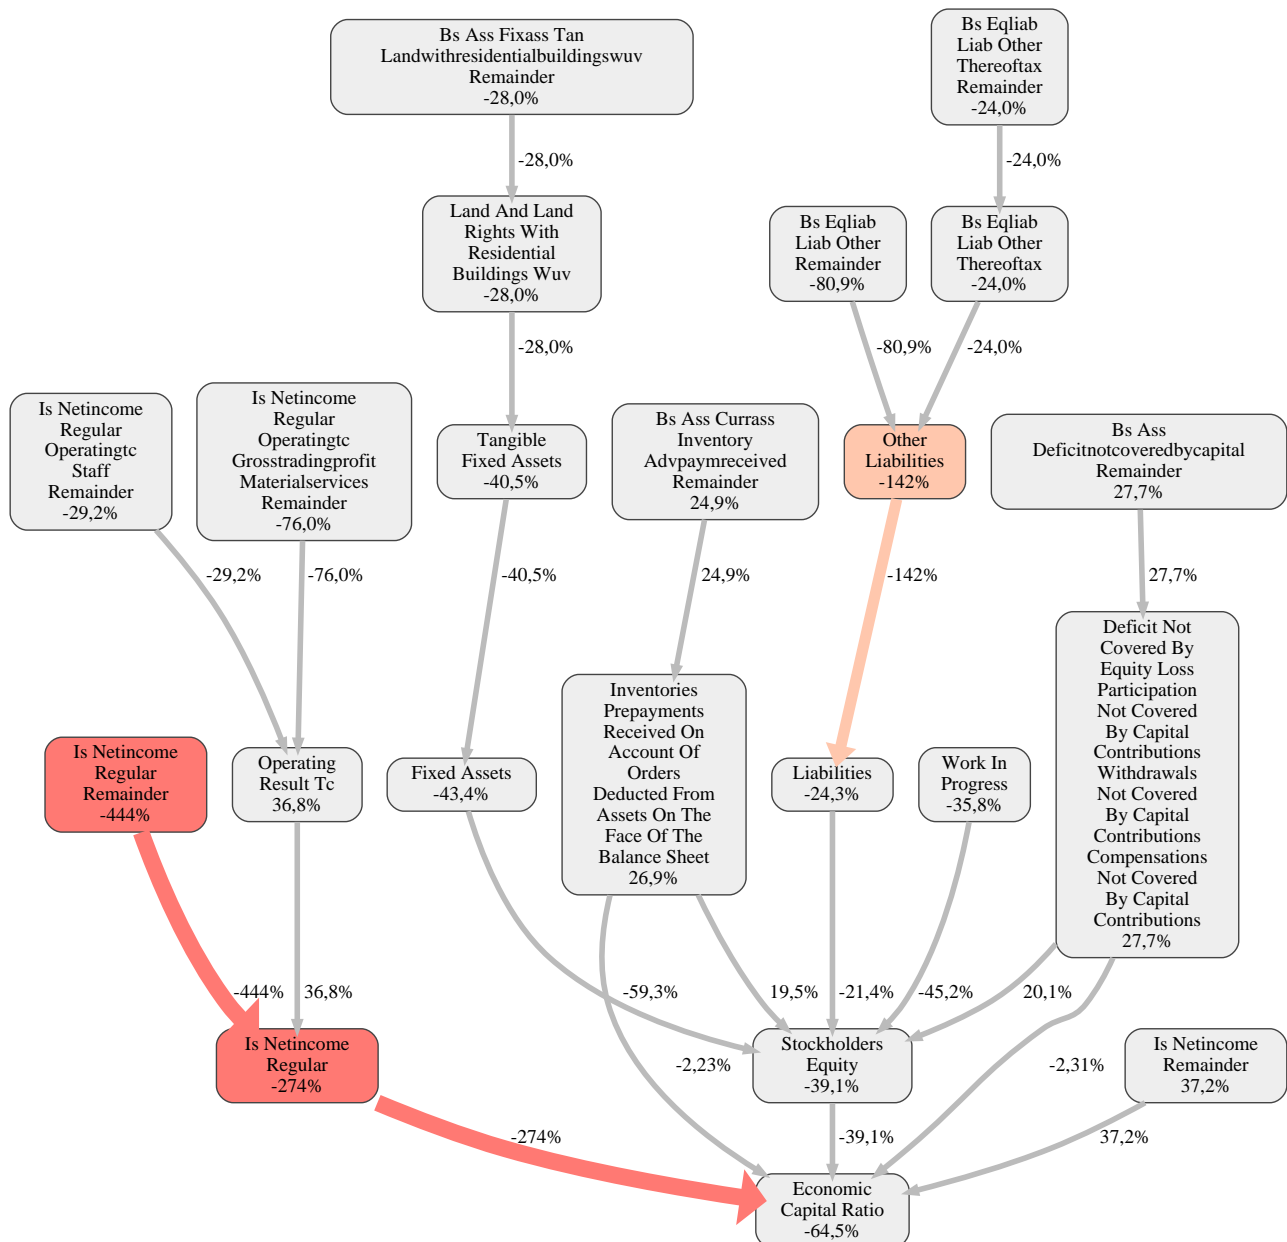 Bs Ass Fixass Tan
Landwithresidentialbuildingswuv
Remainder
-28,0%
Bs Eqliab
Liab Other
Thereoftax
Remainder
-24,0%
-28,0%
-24,0%
Land And Land
Rights With
Residential
Buildings Wuv
-28,0%
Bs Eqliab
Liab Other
Remainder
-80,9%
Bs Eqliab
Liab Other
Thereoftax
-24,0%
-28,0%
-80,9%
-24,0%
Is Netincome
Regular
Operatingtc
Staff
Remainder
-29,2%
Is Netincome
Regular
Operatingtc
Grosstradingprofit
Materialservices
Remainder
-76,0%
Tangible
Fixed Assets
-40,5%
Bs Ass Currass
Inventory
Advpaymreceived
Remainder
24,9%
Other
Liabilities
-142%
Bs Ass
Deficitnotcoveredbycapital
Remainder
27,7%
-29,2%
-76,0%
-40,5%
24,9%
-142%
27,7%
Is Netincome
Regular
Remainder
-444%
Operating
Result Tc
36,8%
Fixed Assets
-43,4%
Inventories
Prepayments
Received On
Account Of
Orders
Deducted From
Assets On The
Face Of The
Balance Sheet
26,9%
Liabilities
-24,3%
Work In
Progress
-35,8%
Deficit Not
Covered By
Equity Loss
Participation
Not Covered
By Capital
Contributions
Withdrawals
Not Covered
By Capital
Contributions
Compensations
Not Covered
By Capital
Contributions
27,7%
-444%
36,8%
-59,3%
19,5%
-21,4%
-45,2%
20,1%
Is Netincome
Regular
-274%
-2,23%
Stockholders
Equity
-39,1%
-2,31%
Is Netincome
Remainder
37,2%
-274%
-39,1%
37,2%
Economic
Capital Ratio
-64,5%